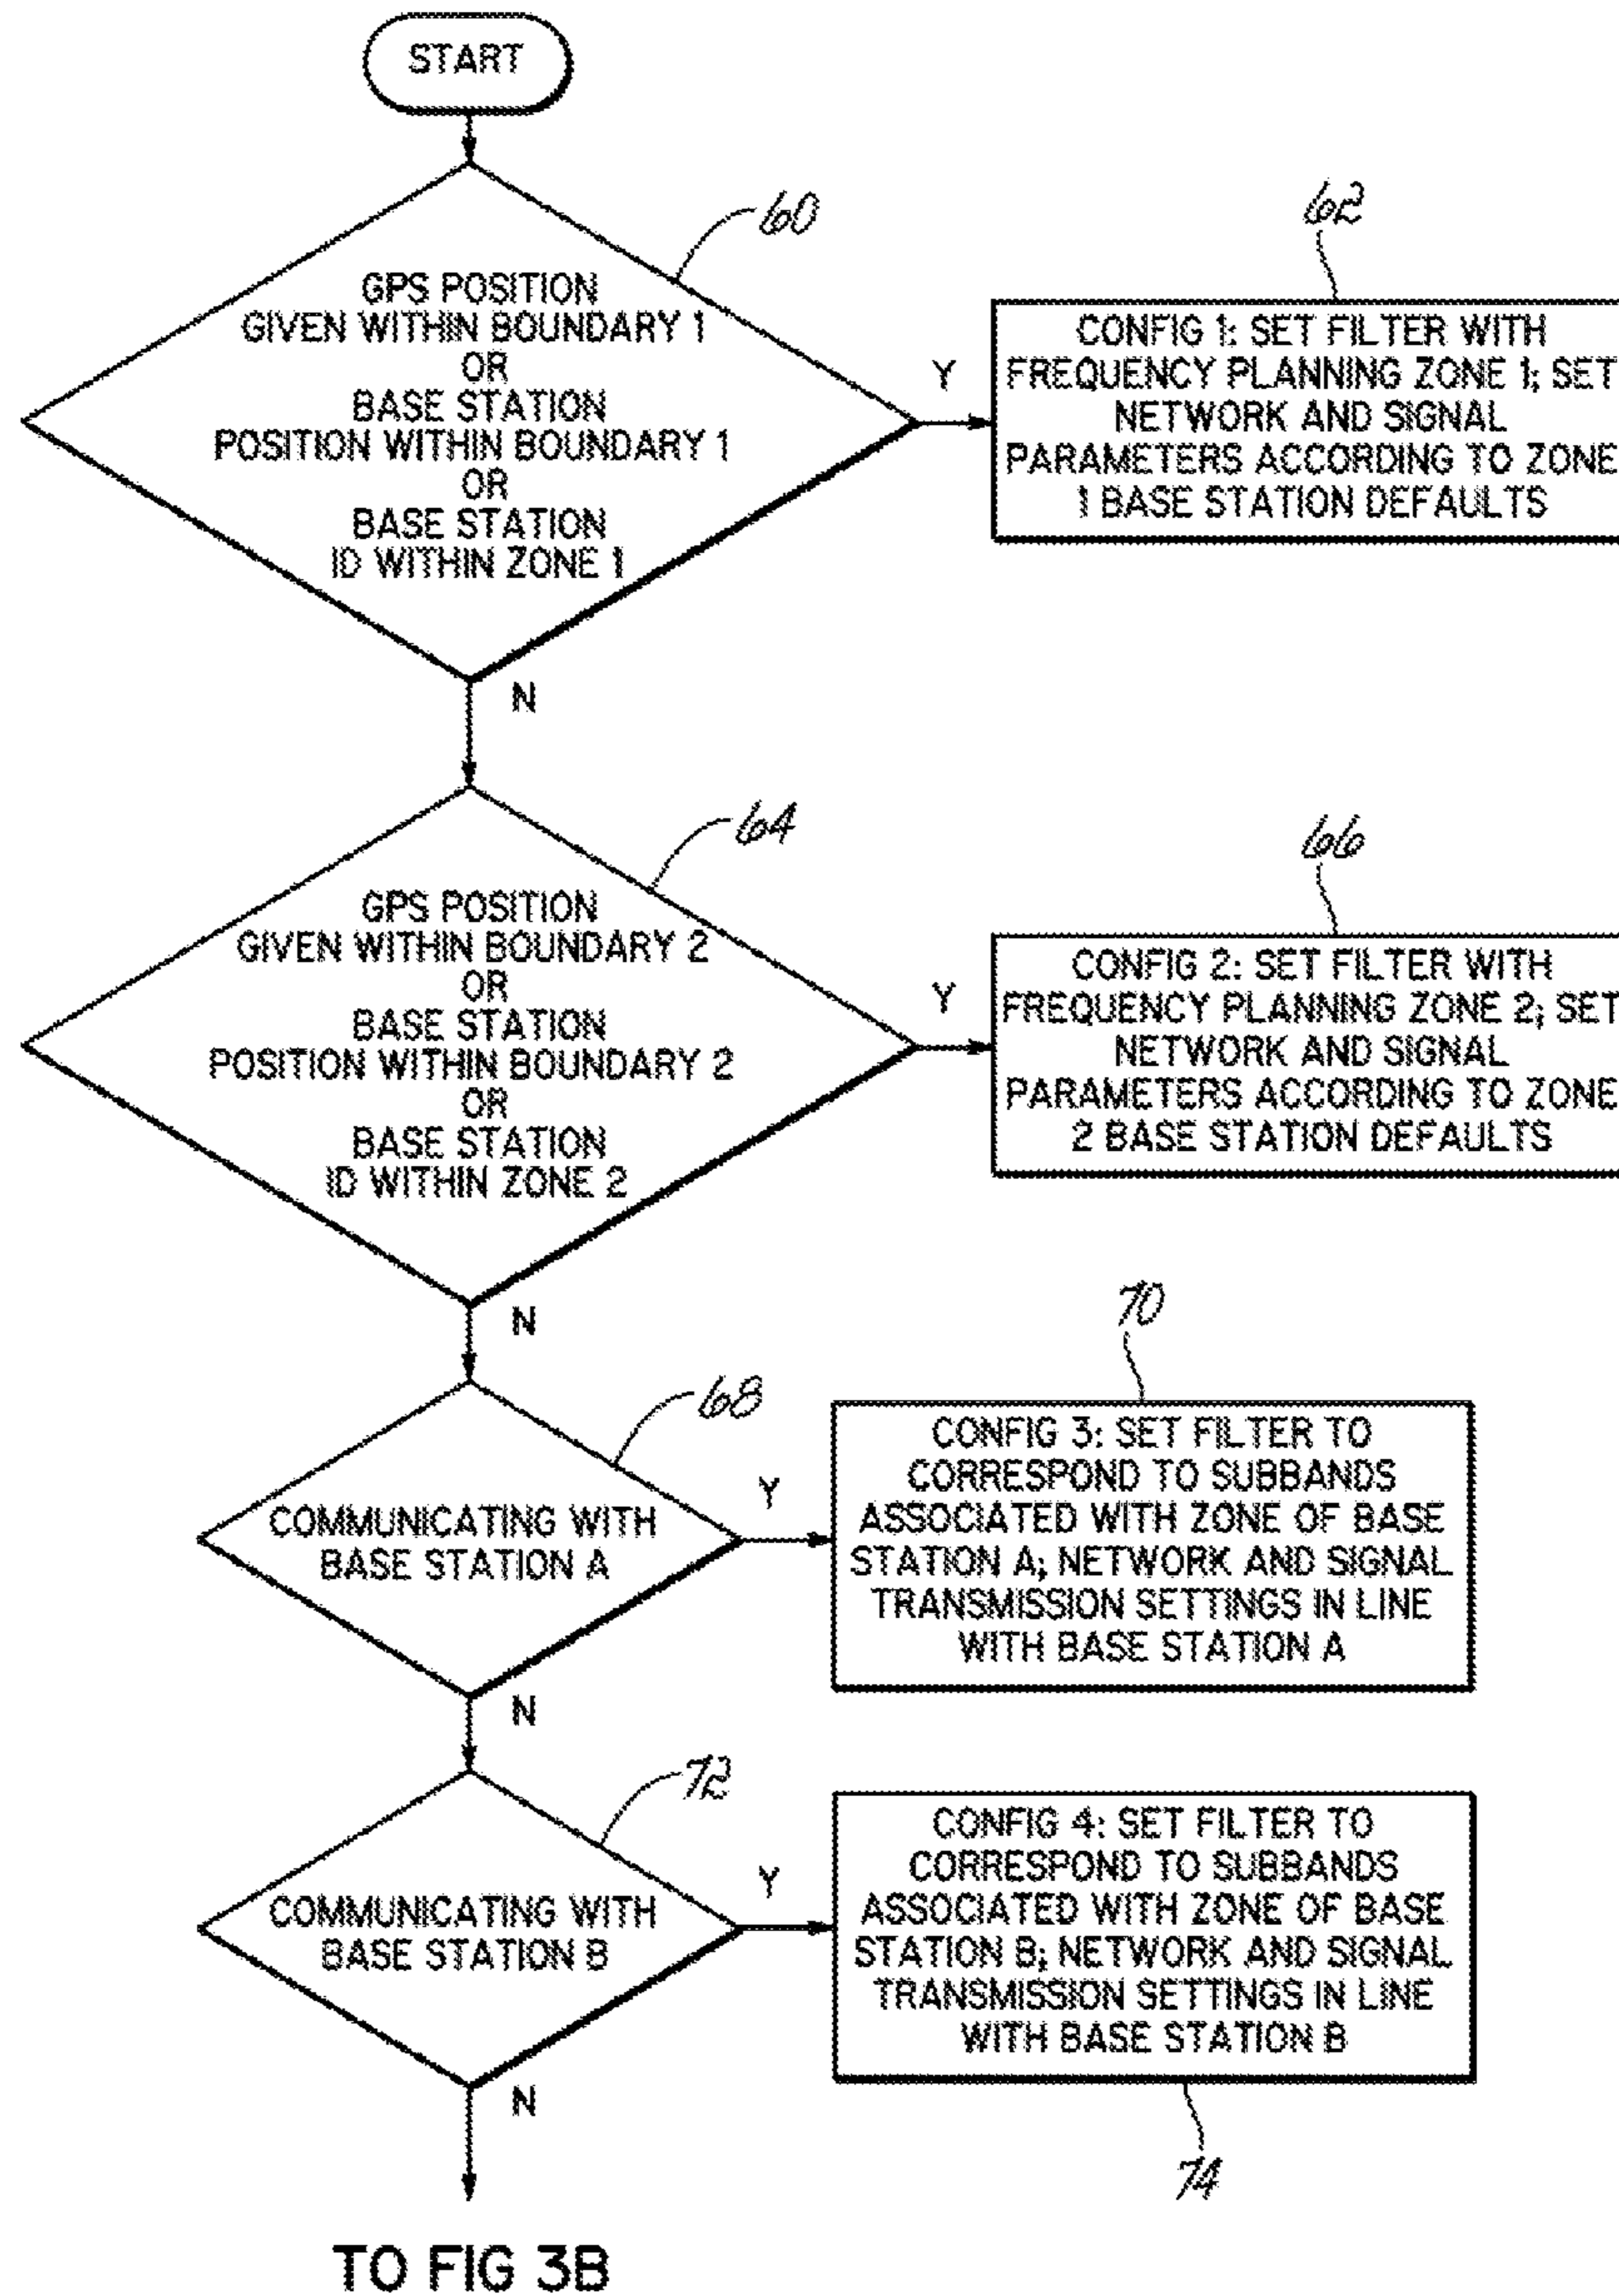 START
60
GPS POSITION
GIVEN WITHIN BOUNDARY 1
OR
BASE STATION
POSITION WITHIN BOUNDARY 1
OR
BASE STATION
ID WITHIN ZONE 1
Y
62
CONFIG 1: SET FILTER WITH
FREQUENCY PLANNING ZONE 1; SET
NETWORK AND SIGNAL
PARAMETERS ACCORDING TO ZONE
1 BASE STATION DEFAULTS
N
64
GPS POSITION
GIVEN WITHIN BOUNDARY 2
OR
BASE STATION
POSITION WITHIN BOUNDARY 2
OR
BASE STATION
ID WITHIN ZONE 2
Y
66
CONFIG 2: SET FILTER WITH
FREQUENCY PLANNING ZONE 2; SET
NETWORK AND SIGNAL
PARAMETERS ACCORDING TO ZONE
2 BASE STATION DEFAULTS
N
68
COMMUNICATING WITH
BASE STATION A
Y
70
CONFIG 3: SET FILTER TO
CORRESPOND TO SUBBANDS
ASSOCIATED WITH ZONE OF BASE
STATION A; NETWORK AND SIGNAL
TRANSMISSION SETTINGS IN LINE
WITH BASE STATION A
N
72
COMMUNICATING WITH
BASE STATION B
Y
CONFIG 4: SET FILTER TO
CORRESPOND TO SUBBANDS
ASSOCIATED WITH ZONE OF BASE
STATION B; NETWORK AND SIGNAL
TRANSMISSION SETTINGS IN LINE
WITH BASE STATION B
74
N
TO FIG 3B